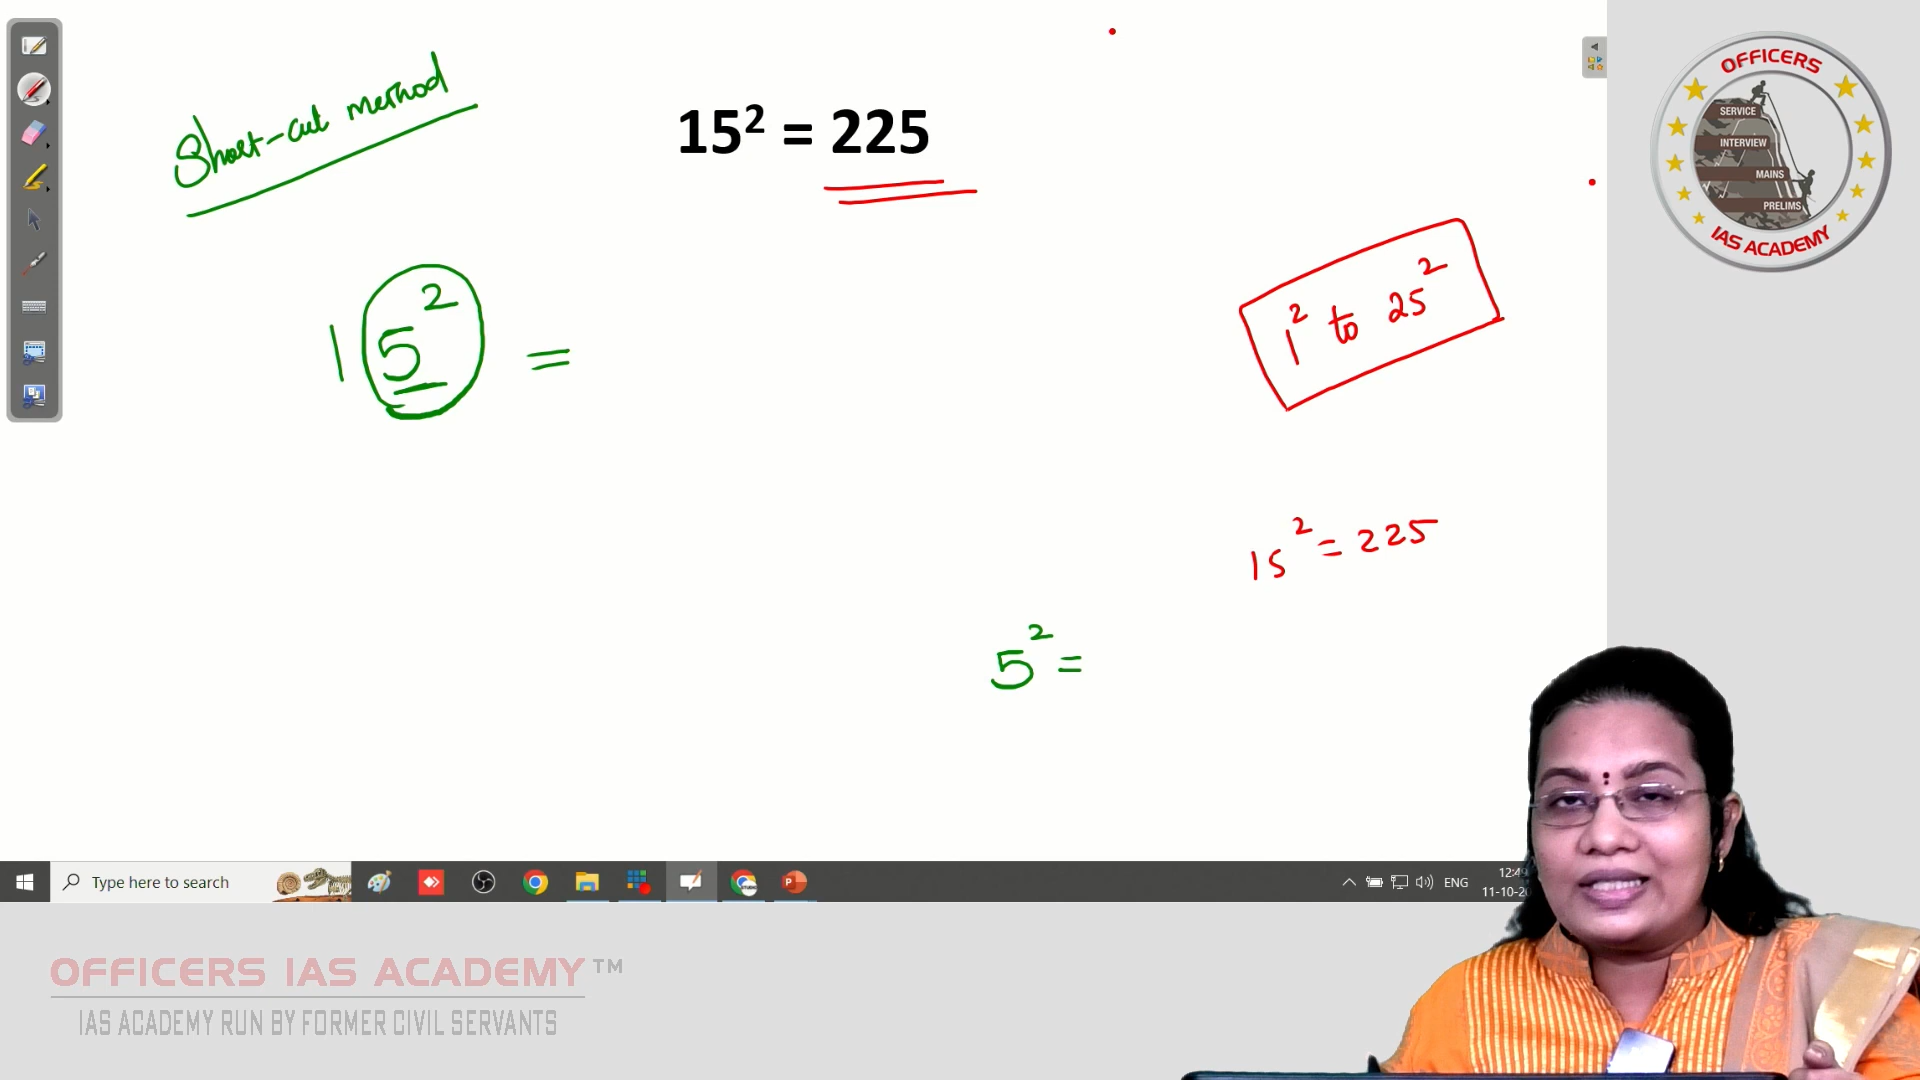 Short-cut method
15² = 225
15² =
1² to 25²
15² = 225
5² =
OFFICERS
SERVICE
INTERVIEW
MAINS
PRELIMS
IAS ACADEMY
Type here to search
ENG
OFFICERS IAS ACADEMY™
IAS ACADEMY RUN BY FORMER CIVIL SERVANTS